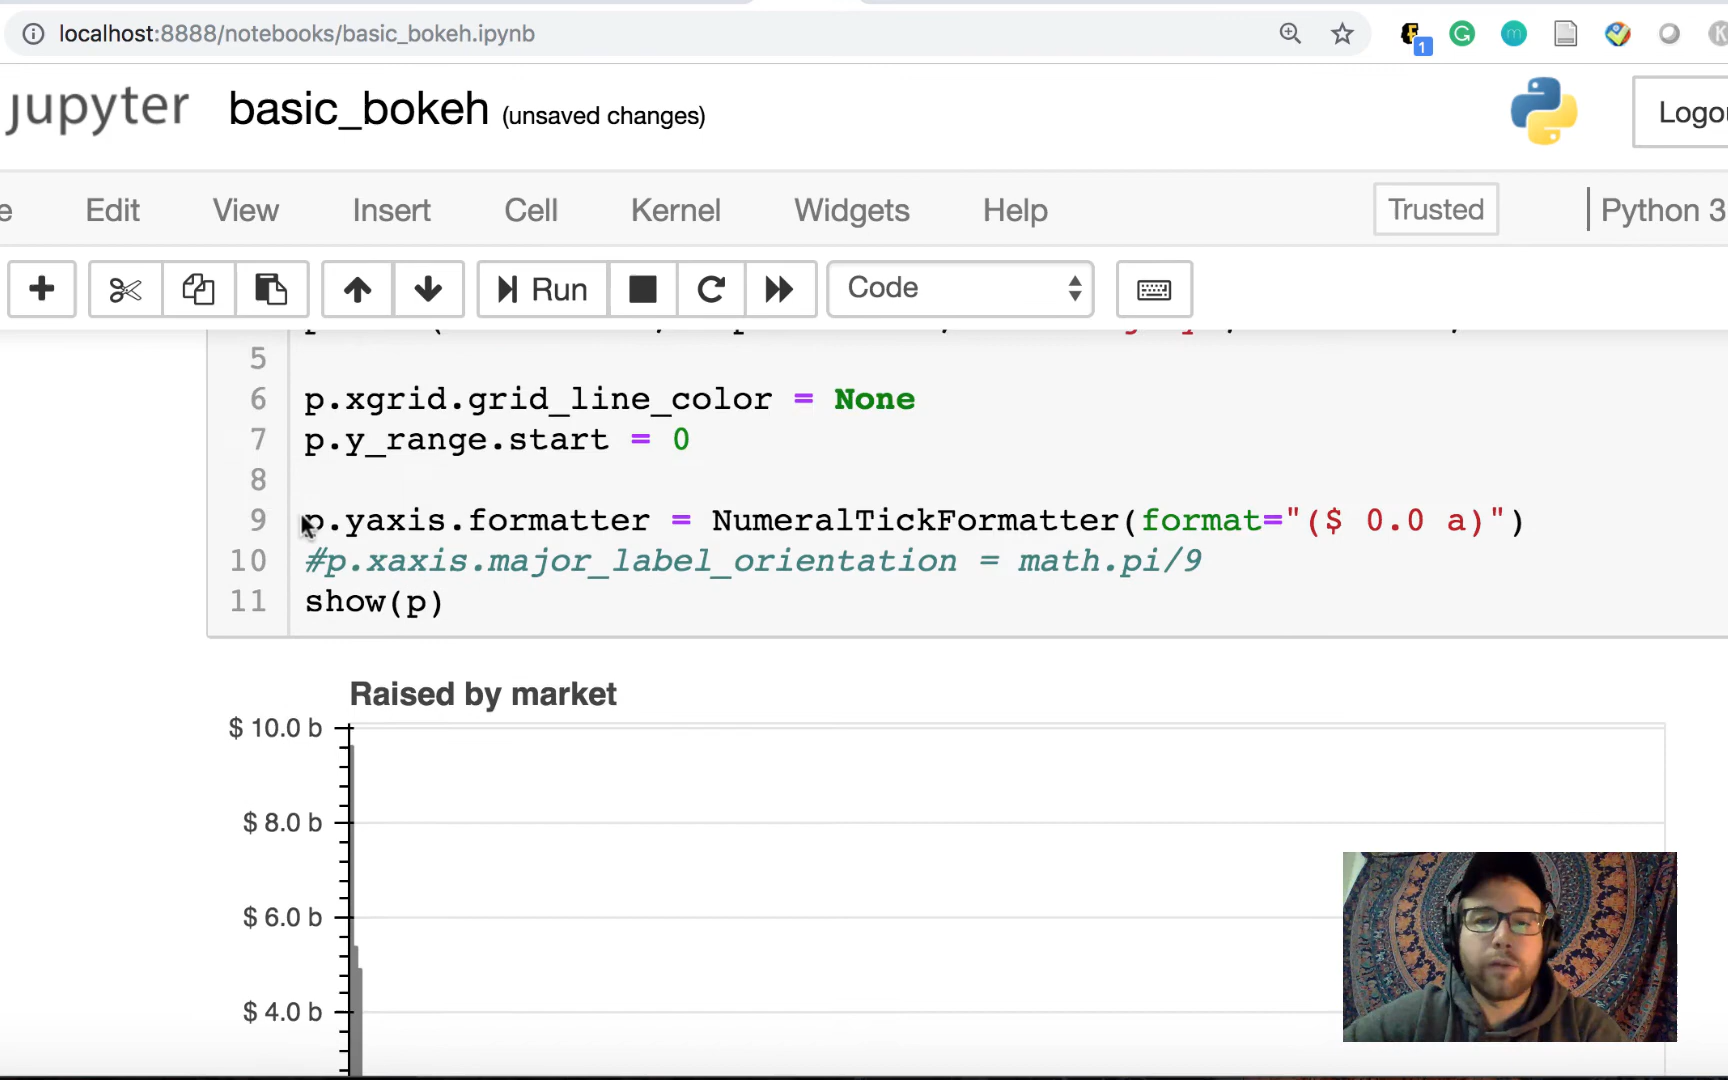 localhost:8888/notebooks/basic_bokeh.ipynb
1
G
m
K
jupyter basic_bokeh (unsaved changes)
Logo
e Edit View Insert Cell Kernel Widgets Help Trusted Python 3
Run Code
5
6 p.xgrid.grid_line_color = None
7 p.y_range.start = 0
8
9 p.yaxis.formatter = NumeralTickFormatter(format="($ 0.0 a)")
10 #p.xaxis.major_label_orientation = math.pi/9
11 show(p)
Raised by market
$ 10.0 b
$ 8.0 b
$ 6.0 b
$ 4.0 b